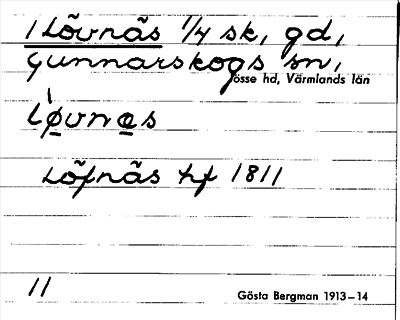 1 Lövnäs 1/4 sk, gd,
Gunnarskogs sn,
Jösse hd, Värmlands län
Løvnęs
Löfnäs hf 1811
11
Gösta Bergman 1913–14